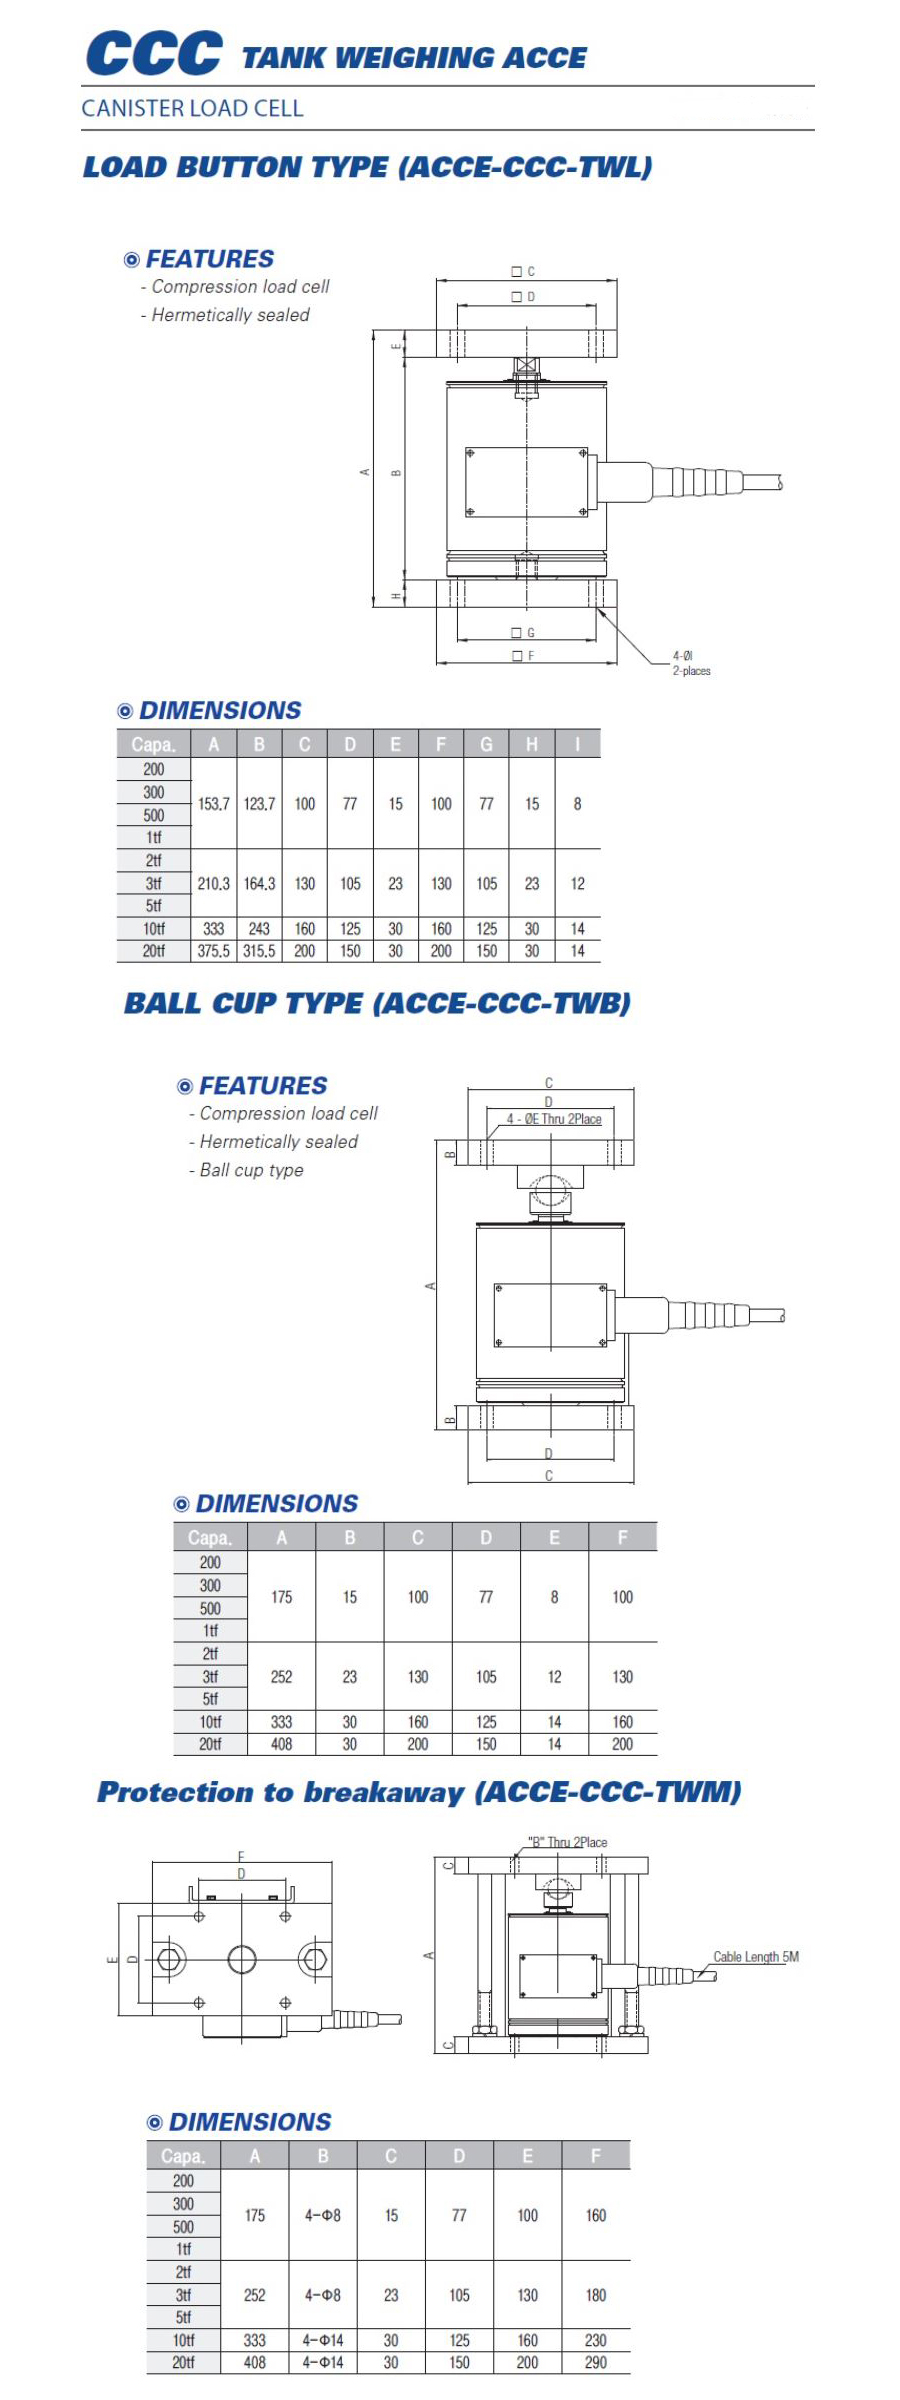 CCC TANK WEIGHING ACCE
CANISTER LOAD CELL
LOAD BUTTON TYPE (ACCE-CCC-TWL)
FEATURES
- Compression load cell
- Hermetically sealed
□ C
□ D
E
A
B
H
□ G
□ F
4-ØI
2-places
DIMENSIONS
Capa. A B C D E F G H I
200
300
500
1tf
153.7 123.7 100 77 15 100 77 15 8
2tf
3tf
5tf
210.3 164.3 130 105 23 130 105 23 12
10tf 333 243 160 125 30 160 125 30 14
20tf 375.5 315.5 200 150 30 200 150 30 14
BALL CUP TYPE (ACCE-CCC-TWB)
FEATURES
- Compression load cell
- Hermetically sealed
- Ball cup type
C
D
4 - ØE Thru 2Place
B
A
B
D
C
DIMENSIONS
Capa. A B C D E F
200
300
500
1tf
175 15 100 77 8 100
2tf
3tf
5tf
252 23 130 105 12 130
10tf 333 30 160 125 14 160
20tf 408 30 200 150 14 200
Protection to breakaway (ACCE-CCC-TWM)
F
D
E
D
"B" Thru 2Place
C
A
C
Cable Length 5M
DIMENSIONS
Capa. A B C D E F
200
300
500
1tf
175 4-Φ8 15 77 100 160
2tf
3tf
5tf
252 4-Φ8 23 105 130 180
10tf 333 4-Φ14 30 125 160 230
20tf 408 4-Φ14 30 150 200 290